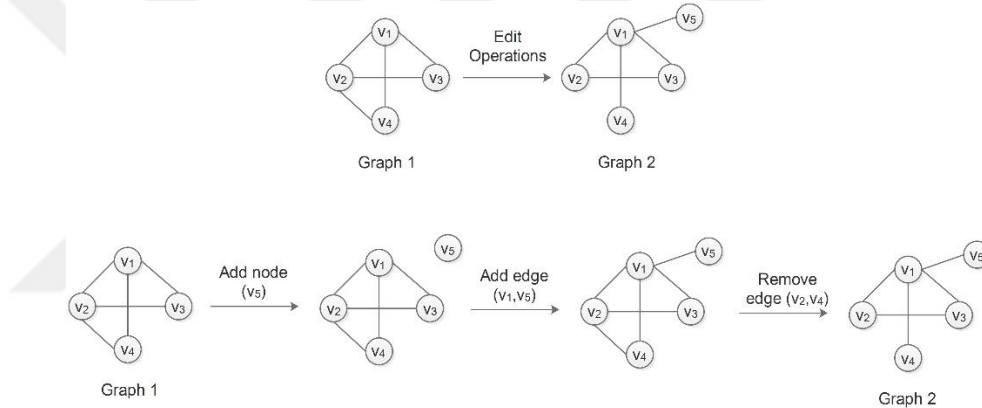 v1
v5
Edit
Operations
v1
v2
v3
v2
v3
v4
v4
Graph 1
Graph 2
v1
Add node
(v5)
v1
v5
Add edge
(v1,v5)
v1
v5
Remove
edge (v2,v4)
v1
v5
v2
v3
v2
v3
v2
v3
v2
v3
v4
v4
v4
v4
Graph 1
Graph 2